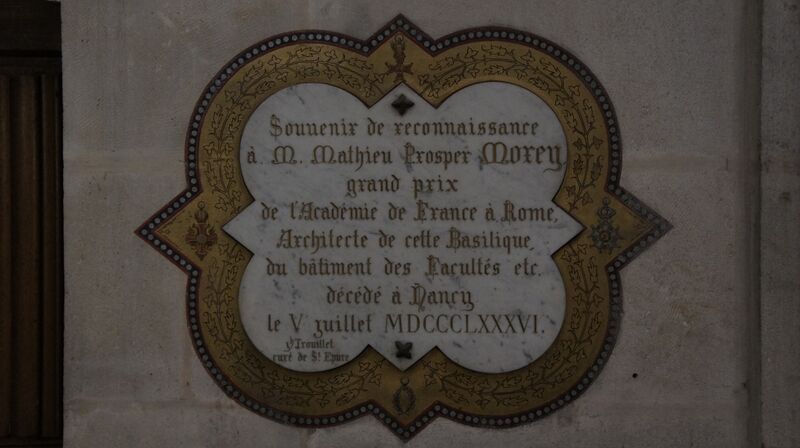 Souvenir de reconnaissance
à M. Mathieu Prosper Morey
grand prix
de l'Académie de France à Rome,
Architecte de cette Basilique,
du bâtiment des Facultés etc.
décédé à Nancy
le V juillet MDCCCLXXXVI.
Trouillet
curé de St Epvre